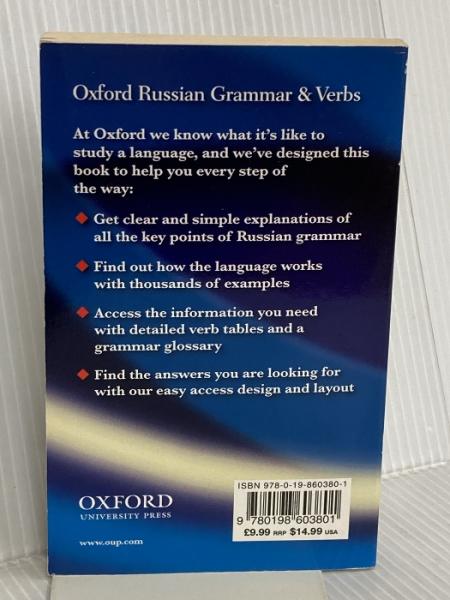 Oxford Russian Grammar & Verbs
At Oxford we know what it's like to
study a language, and we've designed this
book to help you every step of
the way:
Get clear and simple explanations of
all the key points of Russian grammar
Find out how the language works
with thousands of examples
Access the information you need
with detailed verb tables and a
grammar glossary
Find the answers you are looking for
with our easy access design and layout
ISBN 978-0-19-860380-1
9 780198 603801
£9.99 RRP $14.99 USA
OXFORD
UNIVERSITY PRESS
www.oup.com